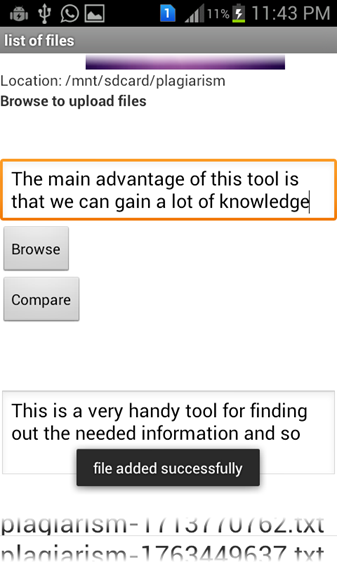 1 11% 11:43 PM
list of files
Location: /mnt/sdcard/plagiarism
Browse to upload files
The main advantage of this tool is
that we can gain a lot of knowledge
Browse
Compare
This is a very handy tool for finding
out the needed information and so
file added successfully
plagiarism-1713770762.txt
plagiarism-1763449637.txt